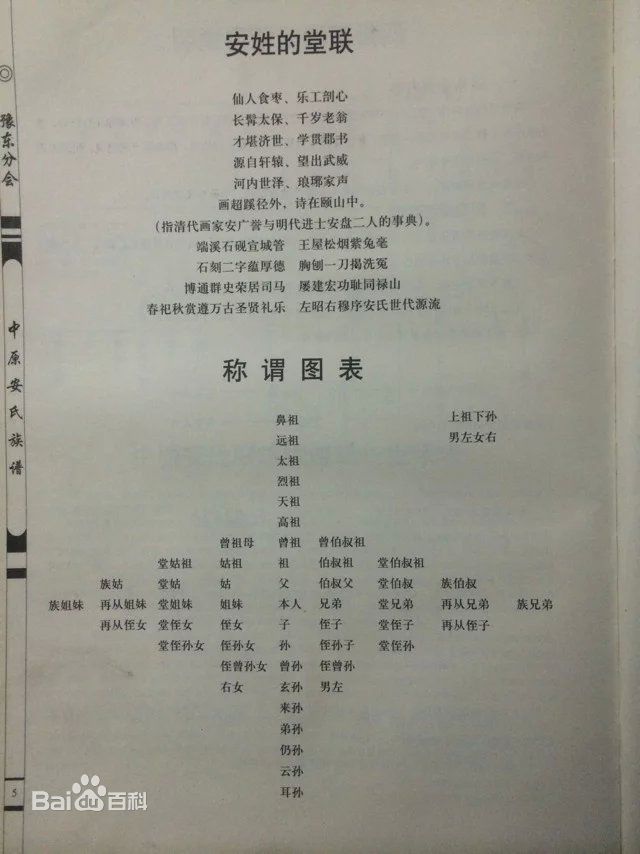 安姓的堂联
仙人食枣、乐工剖心
长髯太保、千岁老翁
才堪济世、学贯郡书
源自轩辕、望出武威
河内世泽、琅琊家声
画超蹊径外，诗在颐山中。
(指清代画家安广誉与明代进士安盘二人的事典)。
端溪石砚宣城管 王屋松烟紫兔毫
石刻二字蕴厚德 胸刨一刀揭洗冤
博通群史荣居司马 屡建宏功耻同禄山
春祀秋赏遵万古圣贤礼乐 左昭右穆序安氏世代源流
称谓图表
鼻祖 上祖下孙
远祖 男左女右
太祖
烈祖
天祖
高祖
曾祖母 曾祖 曾伯叔祖
堂姑祖 姑祖 祖 伯叔祖 堂伯叔祖
族姑 堂姑 姑 父 伯叔父 堂伯叔 族伯叔
族姐妹 再从姐妹 堂姐妹 姐妹 本人 兄弟 堂兄弟 再从兄弟 族兄弟
再从侄女 堂侄女 侄女 子 侄子 堂侄子 再从侄子
堂侄孙女 侄孙女 孙 侄孙子 堂侄孙
侄曾孙女 曾孙 侄曾孙
右女 玄孙 男左
来孙
弟孙
仍孙
云孙
耳孙
豫东分会
中原安氏族谱
5
Bai百科